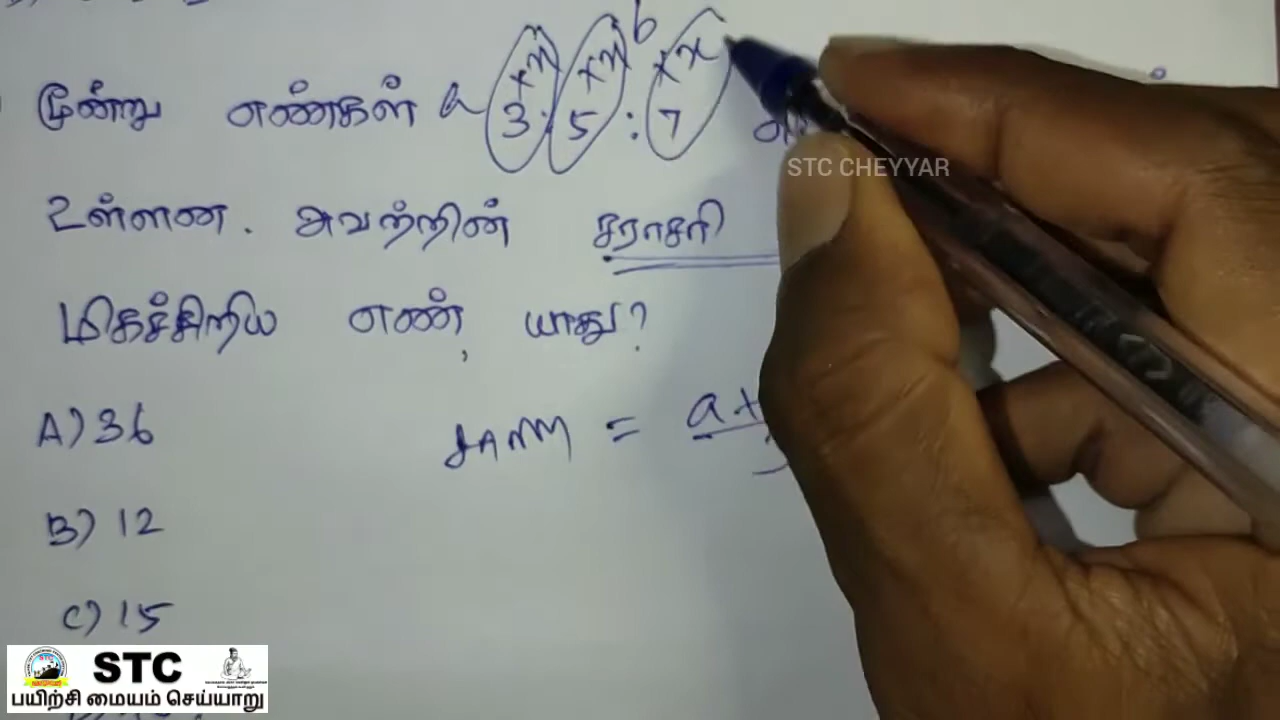 மூன்று எண்கள் a 3 : 5 : 7 b
×x ×x ×x
உள்ளன. அவற்றின் சராசரி
மிகச்சிறிய எண் யாது?
A) 36
= a+
B) 12
C) 15
STC CHEYYAR
STC
பயிற்சி மையம் செய்யாறு